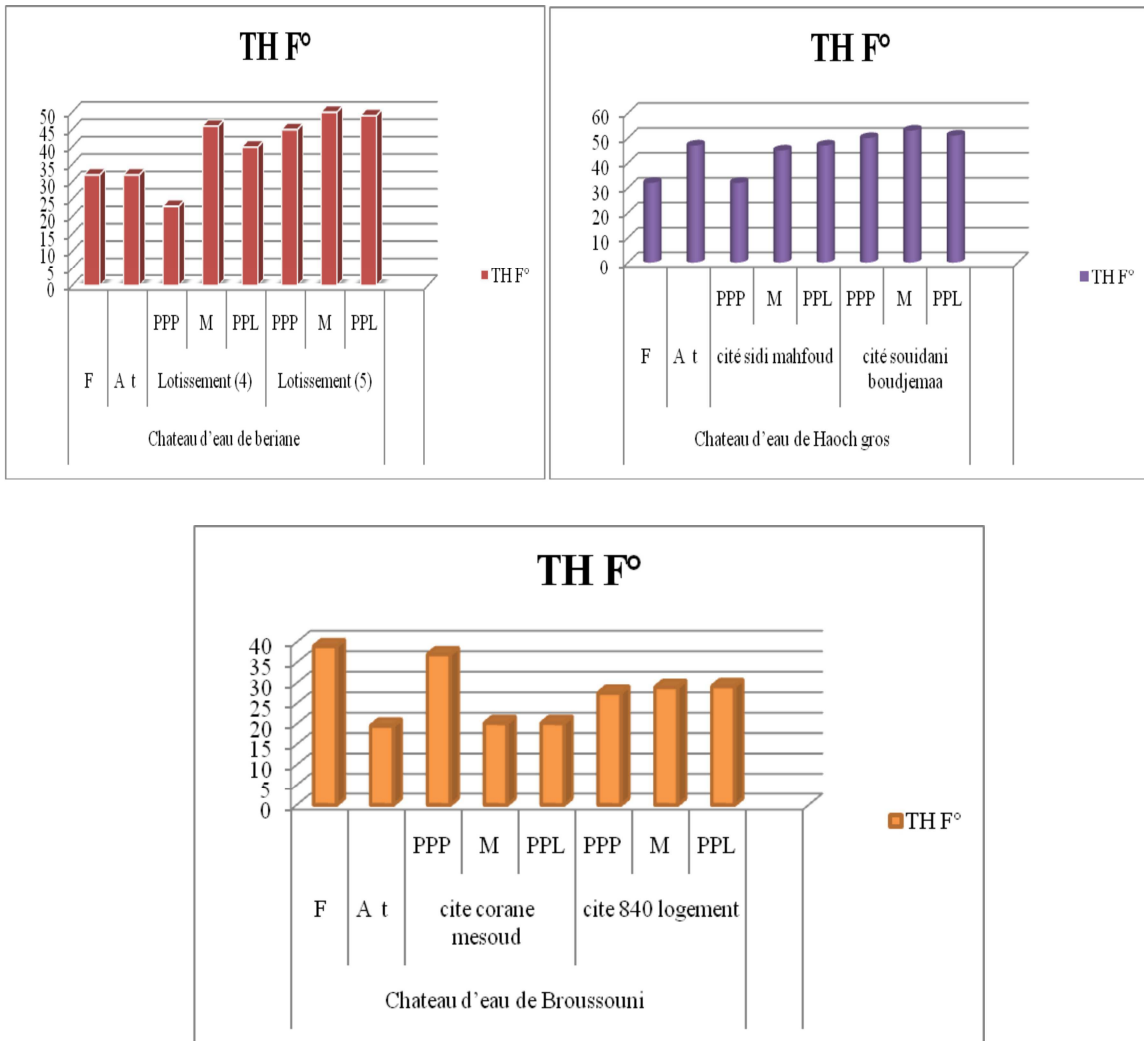 TH F°
50
45
40
35
30
25
20
15
10
5
0
PPP M PPL PPP M PPL
F A t Lotissement (4) Lotissement (5)
Chateau d'eau de beriane
TH F°
TH F°
60
50
40
30
20
10
0
PPP M PPL PPP M PPL
F A t cité sidi mahfoud cité souidani
boudjemaa
Chateau d'eau de Haoch gros
TH F°
TH F°
40
35
30
25
20
15
10
5
0
PPP M PPL PPP M PPL
F A t cite corane cite 840 logement
mesoud
Chateau d'eau de Broussouni
TH F°